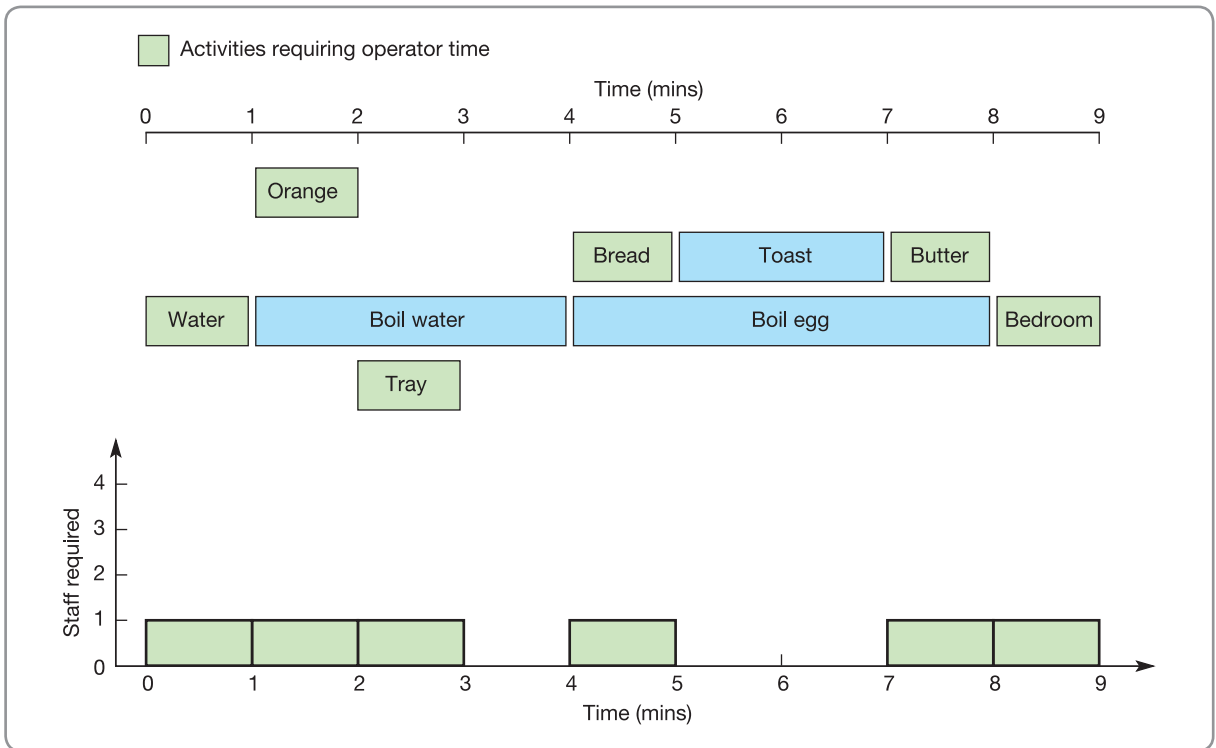 Activities requiring operator time
Time (mins)
0 1 2 3 4 5 6 7 8 9
Orange
Bread Toast Butter
Water Boil water Boil egg Bedroom
Tray
Staff required
4
3
2
1
0
0 1 2 3 4 5 6 7 8 9
Time (mins)